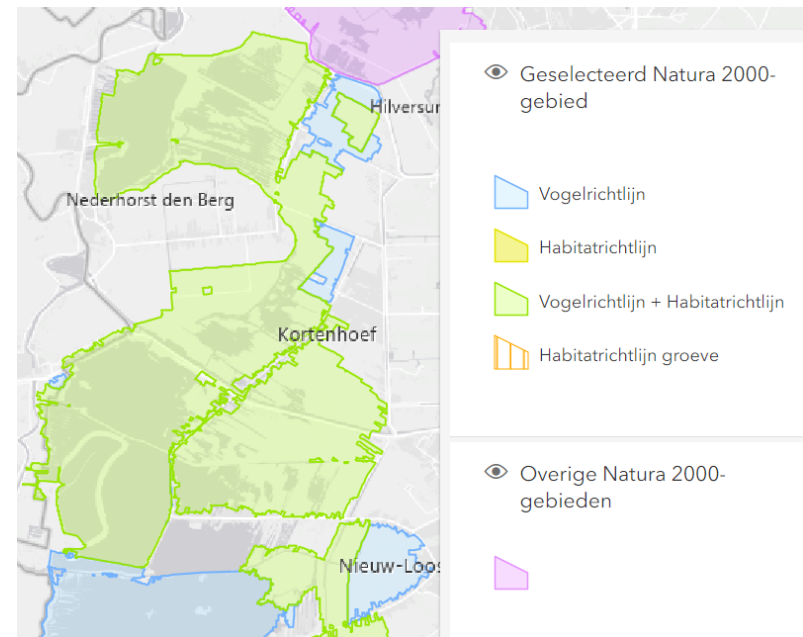 Hilversum
Nederhorst den Berg
Kortenhoef
Nieuw-Loos
Geselecteerd Natura 2000-
gebied
Vogelrichtlijn
Habitatrichtlijn
Vogelrichtlijn + Habitatrichtlijn
Habitatrichtlijn groeve
Overige Natura 2000-
gebieden